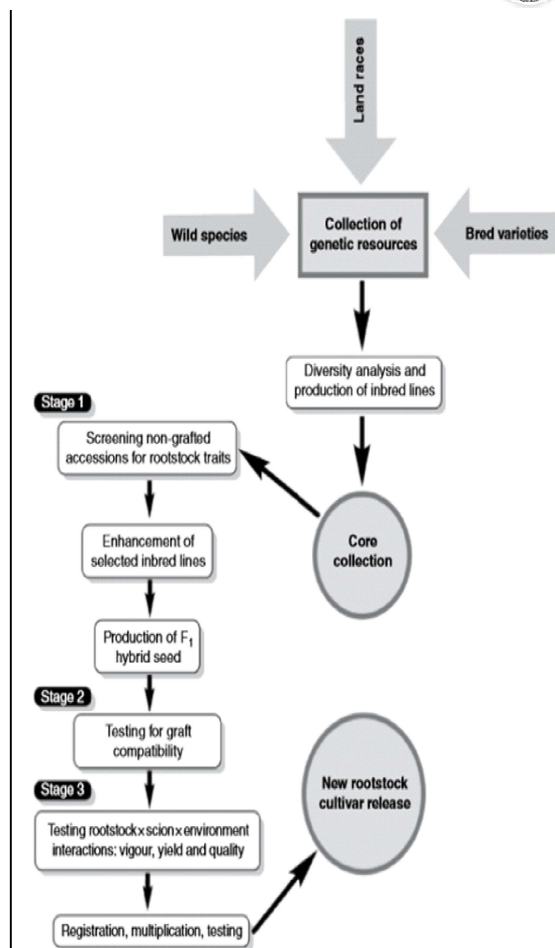 Land races
Wild species
Collection of
genetic resources
Bred varieties
Diversity analysis and
production of inbred lines
Core
collection
Stage 1
Screening non-grafted
accessions for rootstock traits
Enhancement of
selected inbred lines
Production of F₁
hybrid seed
Stage 2
Testing for graft
compatibility
Stage 3
Testing rootstock×scion×environment
interactions: vigour, yield and quality
Registration, multiplication, testing
New rootstock
cultivar release